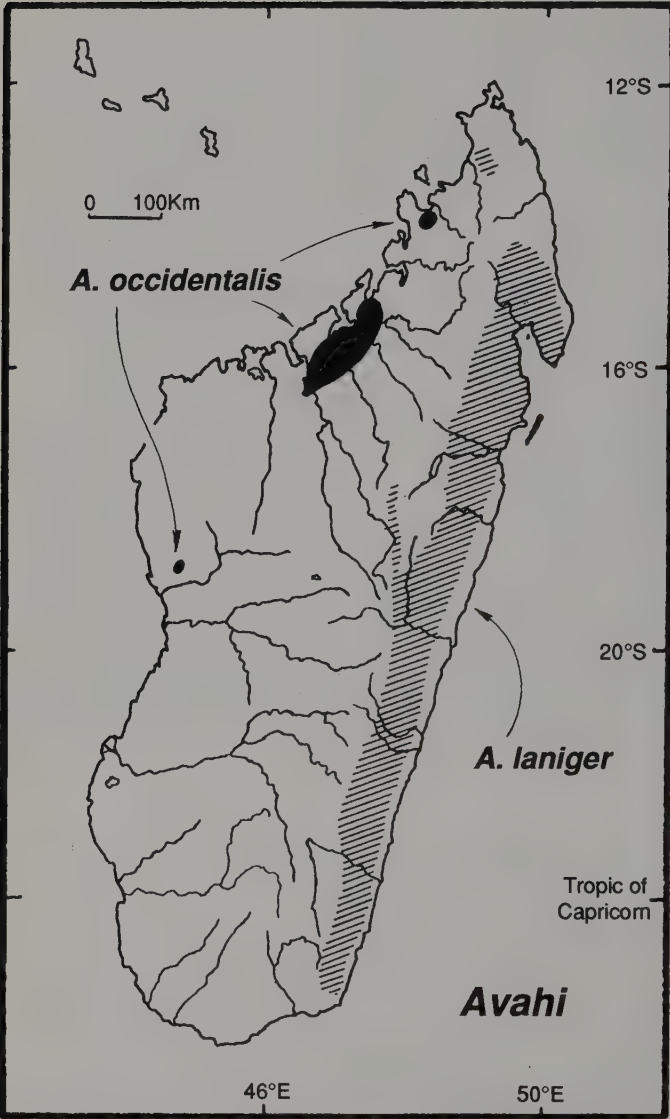 12°S
0 100Km
A. occidentalis
16°S
20°S
A. laniger
Tropic of
Capricorn
Avahi
46°E
50°E